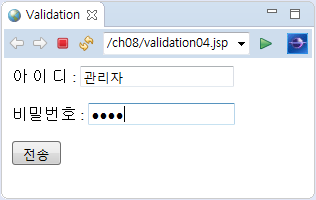 Validation
/ch08/validation04.jsp
아 이 디 : 관리자
비밀번호 : ●●●●
전송